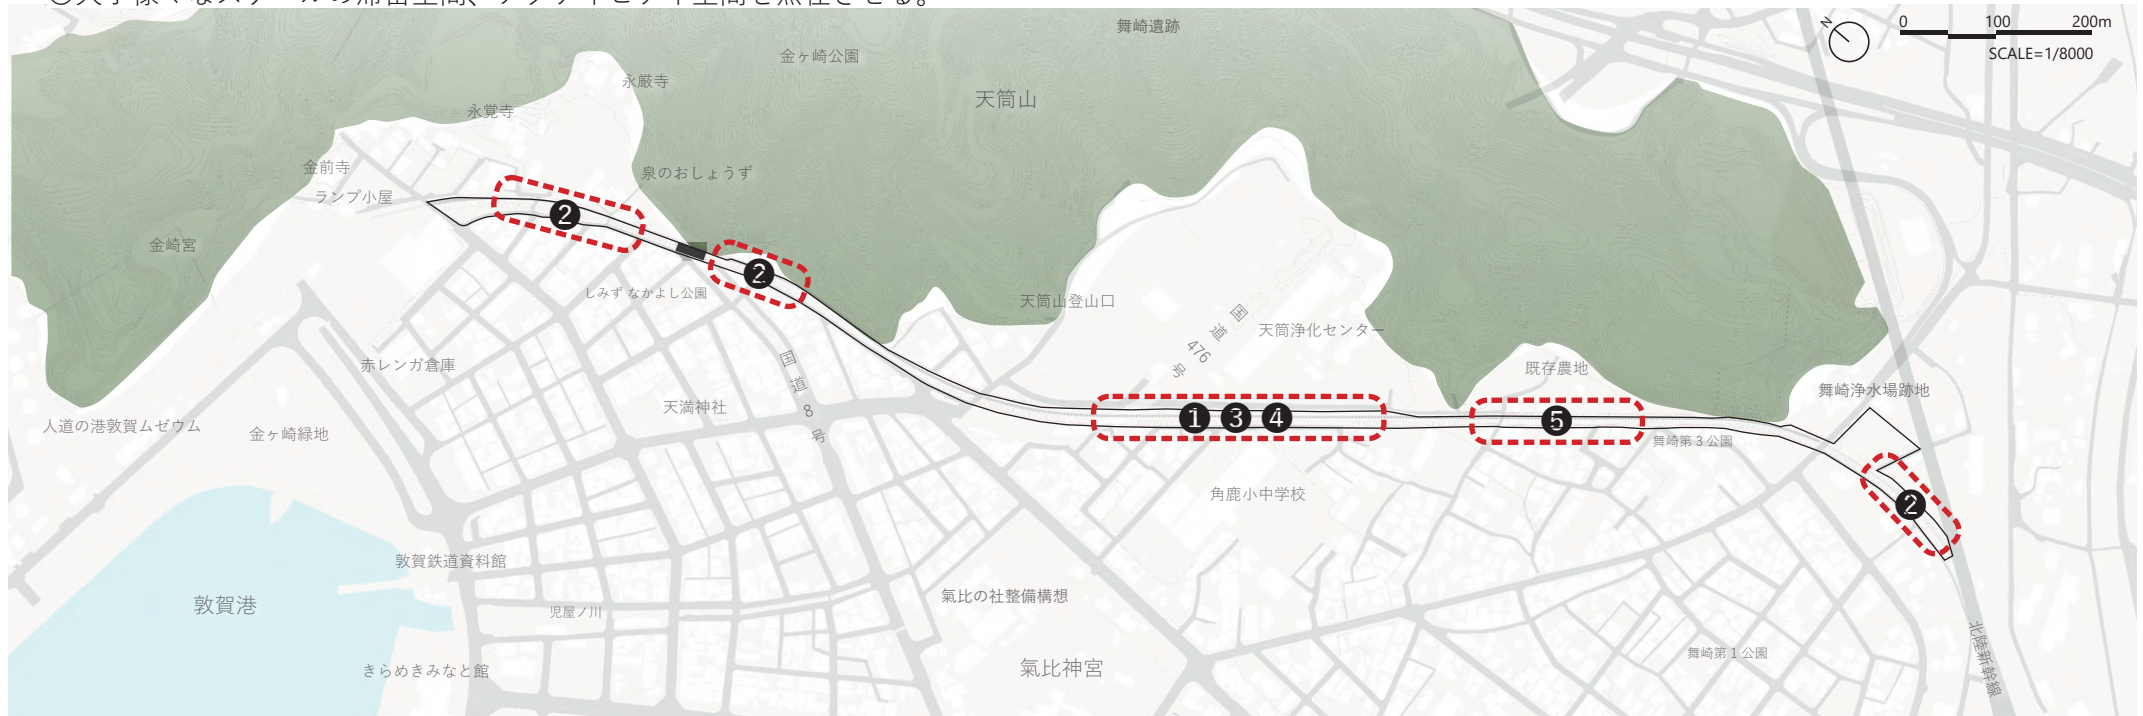 舞崎遺跡
0 100 200m
SCALE=1/8000
N
金ヶ崎公園
永厳寺
天筒山
永覚寺
金前寺
泉のおしょうず
ランプ小屋
2
金崎宮
2
しみず なかよし公園
天筒山登山口
国道476号
天筒浄化センター
国道8号
赤レンガ倉庫
既存農地
舞崎浄水場跡地
天満神社
1 3 4
5
人道の港敦賀ムゼウム
金ヶ崎緑地
舞崎第3公園
角鹿小中学校
2
敦賀鉄道資料館
敦賀港
氣比の社整備構想
児屋ノ川
きらめきみなと館
氣比神宮
舞崎第1公園
北陸新幹線